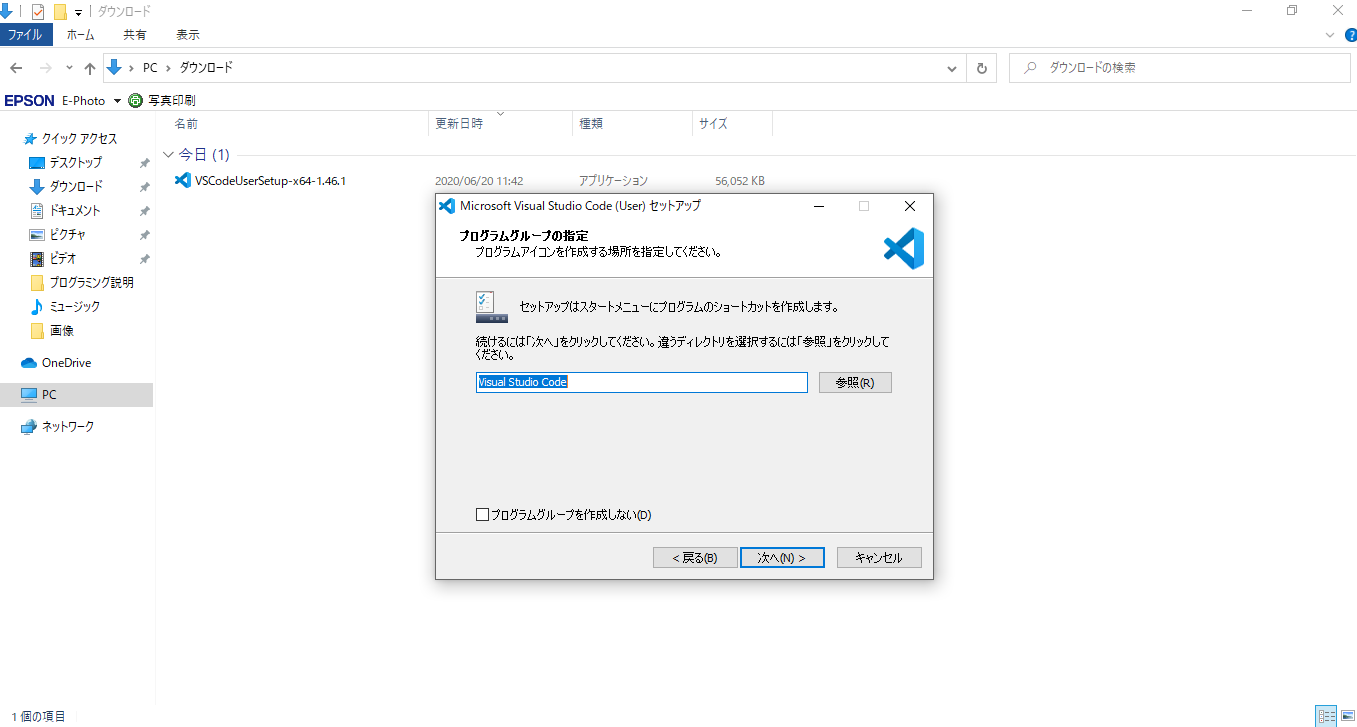 ダウンロード
ファイル ホーム 共有 表示
PC ダウンロード ダウンロードの検索
EPSON E-Photo 写真印刷
名前 更新日時 種類 サイズ
クイック アクセス
デスクトップ
ダウンロード
ドキュメント
ピクチャ
ビデオ
プログラミング説明
ミュージック
画像
OneDrive
PC
ネットワーク
今日 (1)
VSCodeUserSetup-x64-1.46.1 2020/06/20 11:42 アプリケーション 56,052 KB
Microsoft Visual Studio Code (User) セットアップ
プログラムグループの指定
プログラムアイコンを作成する場所を指定してください。
セットアップはスタートメニューにプログラムのショートカットを作成します。
続けるには「次へ」をクリックしてください。違うディレクトリを選択するには「参照」をクリックして
ください。
Visual Studio Code 参照(R)
プログラムグループを作成しない(D)
< 戻る(B) 次へ(N) > キャンセル
1 個の項目